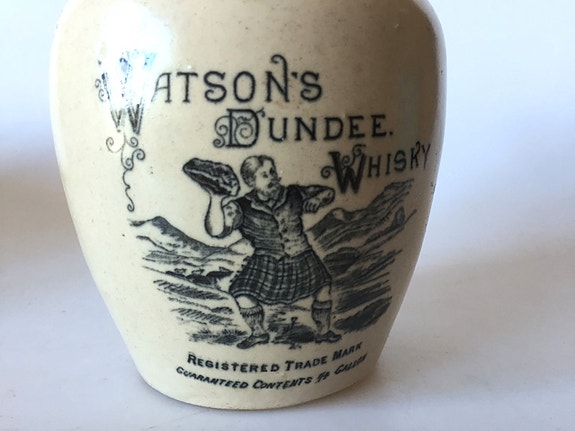 WATSON'S
DUNDEE.
WHISKY
REGISTERED TRADE MARK
GUARANTEED CONTENTS GALLON